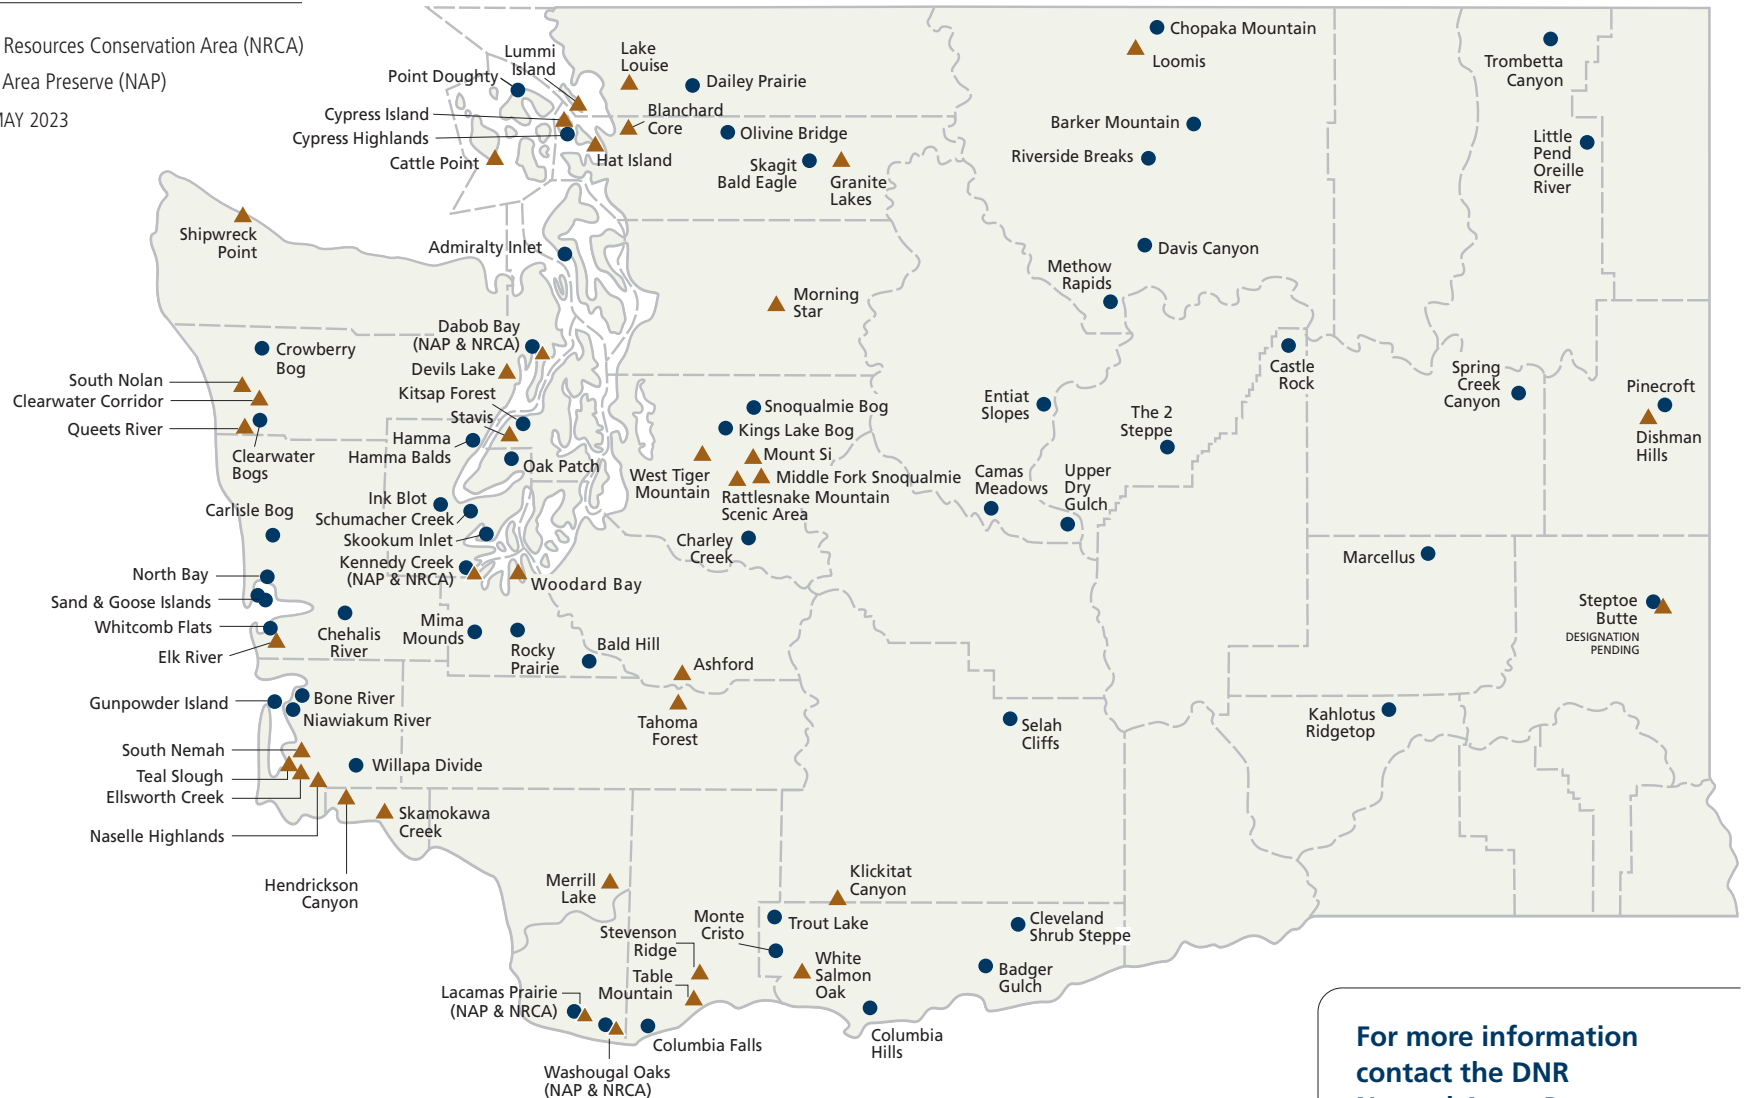 Resources Conservation Area (NRCA)
Area Preserve (NAP)
MAY 2023
Lummi
Island
Point Doughty
Cypress Island
Cypress Highlands
Cattle Point
Lake
Louise
Dailey Prairie
Blanchard
Core
Hat Island
Olivine Bridge
Skagit
Bald Eagle
Granite
Lakes
Chopaka Mountain
Loomis
Barker Mountain
Riverside Breaks
Trombetta
Canyon
Little
Pend
Oreille
River
Shipwreck
Point
Admiralty Inlet
Davis Canyon
Methow
Rapids
Morning
Star
Dabob Bay
(NAP & NRCA)
Devils Lake
Kitsap Forest
Stavis
Hamma
Hamma Balds
Oak Patch
Crowberry
Bog
South Nolan
Clearwater Corridor
Queets River
Clearwater
Bogs
Carlisle Bog
Ink Blot
Schumacher Creek
Skookum Inlet
Kennedy Creek
(NAP & NRCA)
Woodard Bay
Snoqualmie Bog
Kings Lake Bog
Mount Si
West Tiger
Mountain
Middle Fork Snoqualmie
Rattlesnake Mountain
Scenic Area
Charley
Creek
Entiat
Slopes
The 2
Steppe
Castle
Rock
Camas
Meadows
Upper
Dry
Gulch
Spring
Creek
Canyon
Pinecroft
Dishman
Hills
Marcellus
Steptoe
Butte
DESIGNATION
PENDING
North Bay
Sand & Goose Islands
Whitcomb Flats
Elk River
Chehalis
River
Mima
Mounds
Rocky
Prairie
Bald Hill
Ashford
Tahoma
Forest
Gunpowder Island
Bone River
Niawiakum River
South Nemah
Teal Slough
Ellsworth Creek
Naselle Highlands
Willapa Divide
Skamokawa
Creek
Hendrickson
Canyon
Selah
Cliffs
Kahlotus
Ridgetop
Merrill
Lake
Klickitat
Canyon
Monte
Cristo
Trout Lake
Stevenson
Ridge
Table
Mountain
White
Salmon
Oak
Cleveland
Shrub Steppe
Badger
Gulch
Lacamas Prairie
(NAP & NRCA)
Columbia Falls
Columbia
Hills
Washougal Oaks
(NAP & NRCA)
For more information
contact the DNR